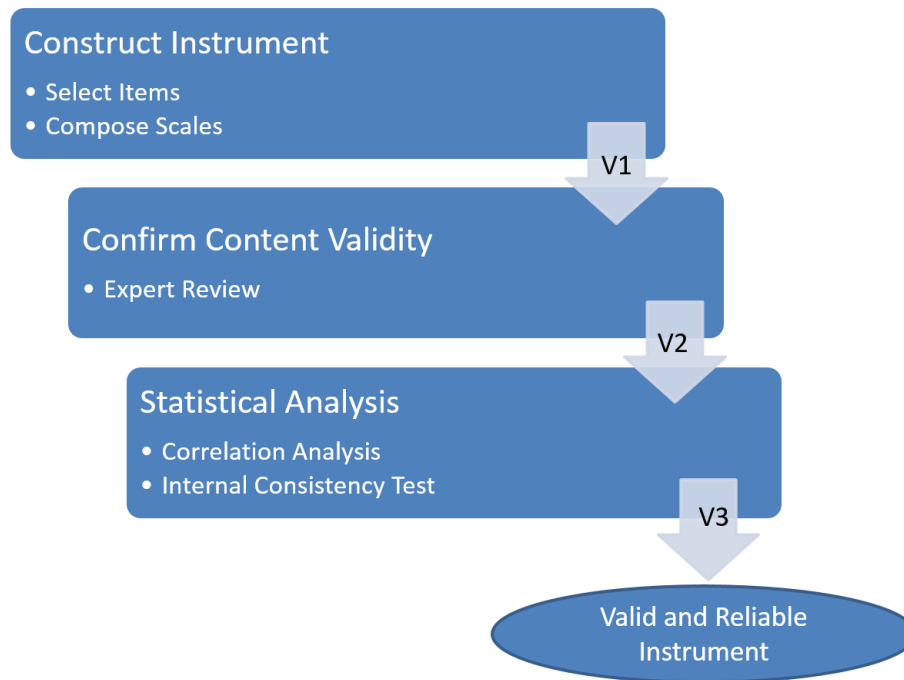 Construct Instrument
• Select Items
• Compose Scales
V1
Confirm Content Validity
• Expert Review
V2
Statistical Analysis
• Correlation Analysis
• Internal Consistency Test
V3
Valid and Reliable
Instrument